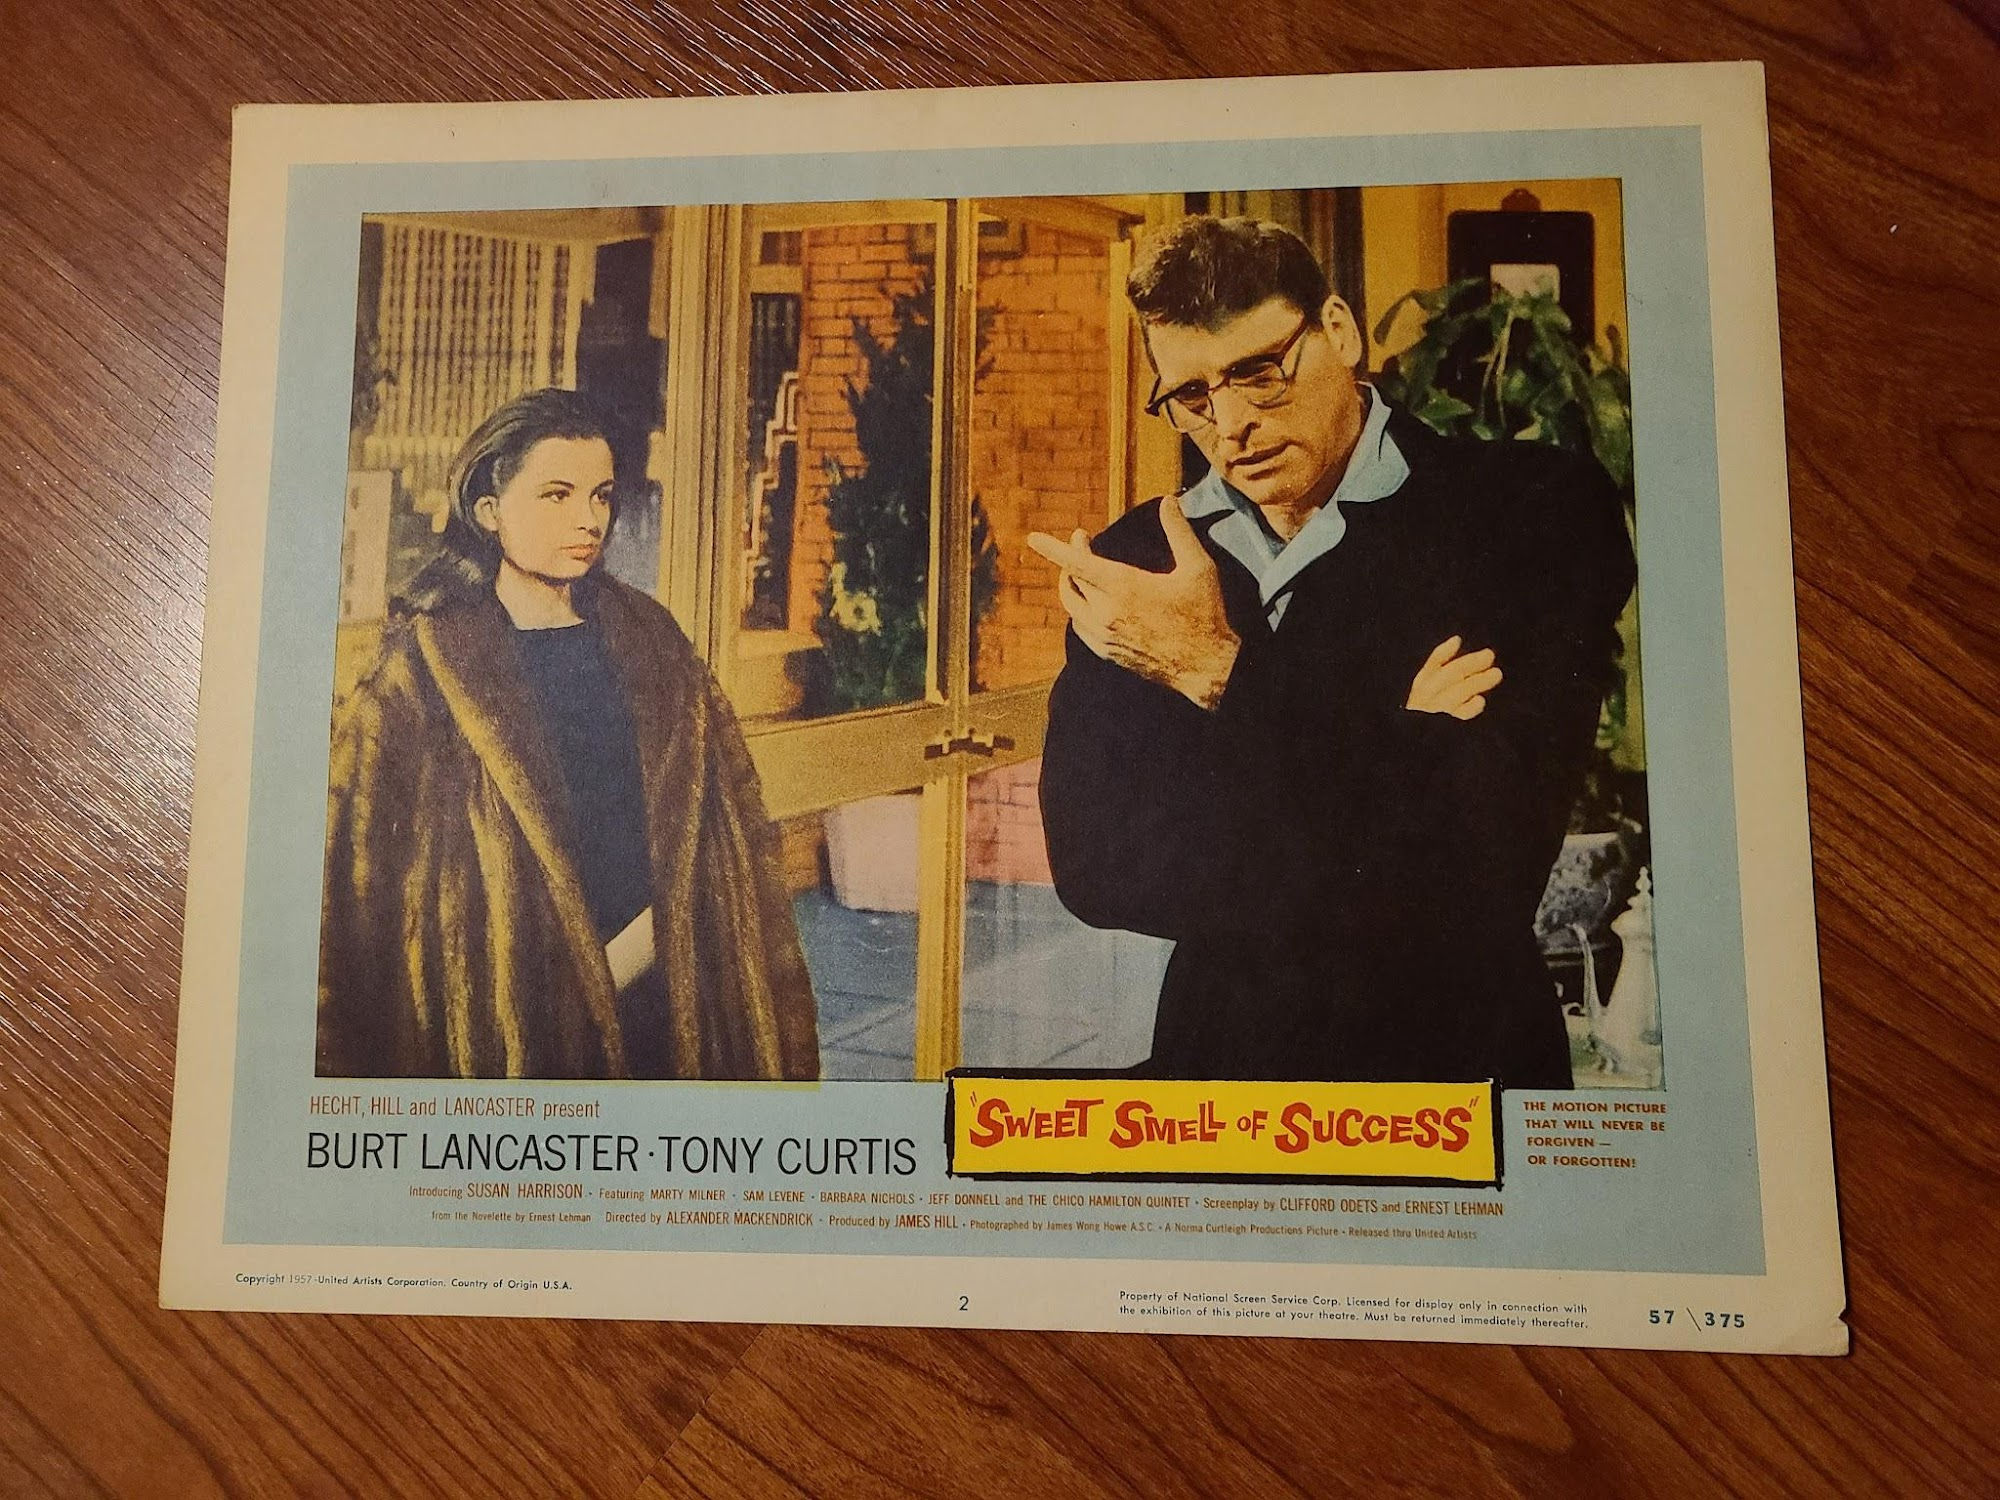 HECHT, HILL and LANCASTER present
BURT LANCASTER · TONY CURTIS
"SWEET SMELL OF SUCCESS"
THE MOTION PICTURE
THAT WILL NEVER BE
FORGIVEN —
OR FORGOTTEN!
Introducing SUSAN HARRISON · Featuring MARTY MILNER · SAM LEVENE · BARBARA NICHOLS · JEFF DONNELL and THE CHICO HAMILTON QUINTET · Screenplay by CLIFFORD ODETS and ERNEST LEHMAN
from the Novelette by Ernest Lehman Directed by ALEXANDER MACKENDRICK · Produced by JAMES HILL · Photographed by James Wong Howe A.S.C. · A Norma Curtleigh Productions Picture · Released thru United Artists
Copyright 1957 - United Artists Corporation. Country of Origin U.S.A.
2
Property of National Screen Service Corp. Licensed for display only in connection with
the exhibition of this picture at your theatre. Must be returned immediately thereafter.
57 \ 375